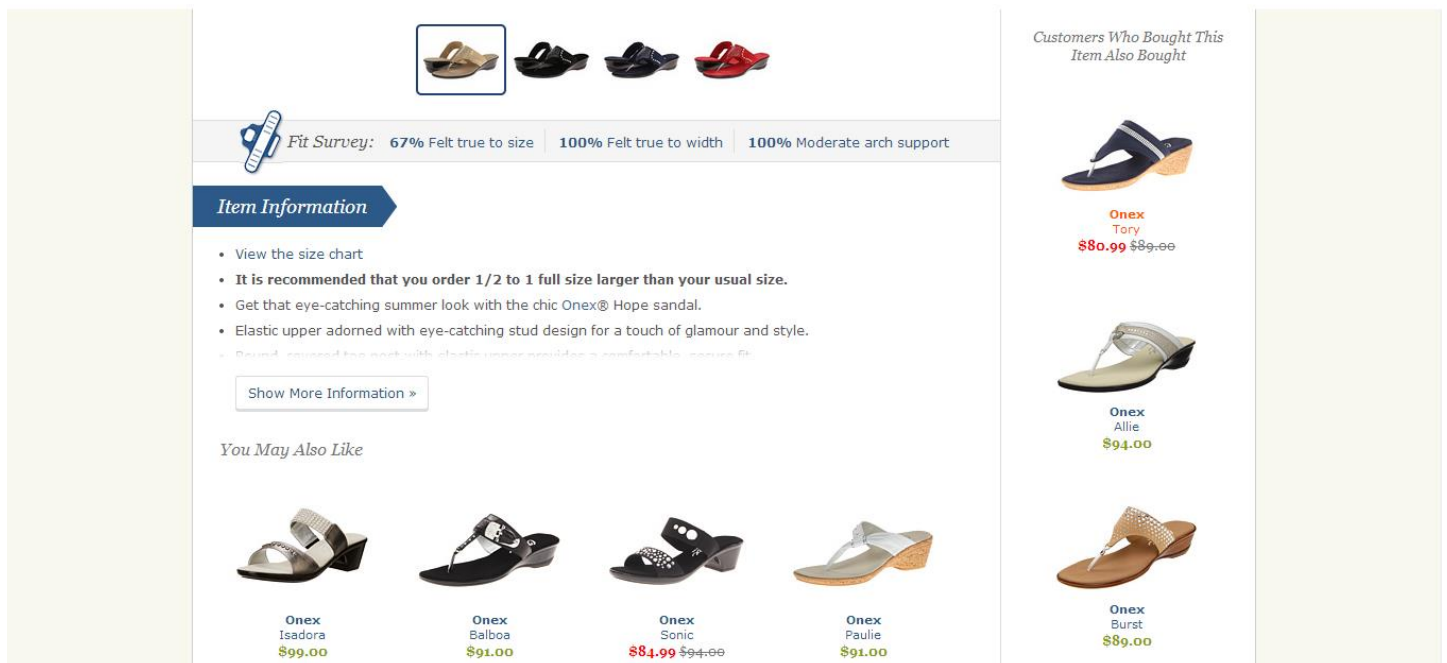 Customers Who Bought This
Item Also Bought
Fit Survey: 67% Felt true to size 100% Felt true to width 100% Moderate arch support
Item Information
View the size chart
It is recommended that you order 1/2 to 1 full size larger than your usual size.
Get that eye-catching summer look with the chic Onex® Hope sandal.
Elastic upper adorned with eye-catching stud design for a touch of glamour and style.
Show More Information »
You May Also Like
Onex
Isadora
$99.00
Onex
Balboa
$91.00
Onex
Sonic
$84.99 $94.00
Onex
Paulie
$91.00
Onex
Tory
$80.99 $89.00
Onex
Allie
$94.00
Onex
Burst
$89.00